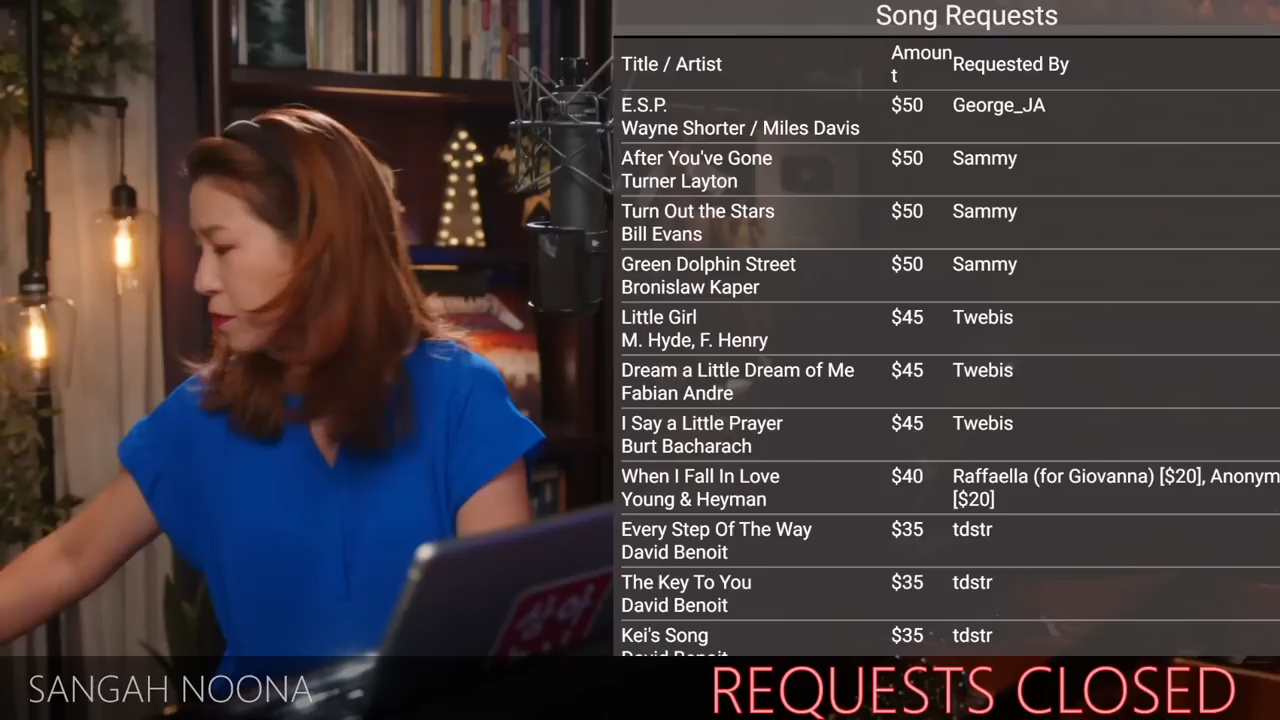 Song Requests
Title / Artist
Amoun
t
Requested By
E.S.P.
Wayne Shorter / Miles Davis
$50
George_JA
After You've Gone
Turner Layton
$50
Sammy
Turn Out the Stars
Bill Evans
$50
Sammy
Green Dolphin Street
Bronislaw Kaper
$50
Sammy
Little Girl
M. Hyde, F. Henry
$45
Twebis
Dream a Little Dream of Me
Fabian Andre
$45
Twebis
I Say a Little Prayer
Burt Bacharach
$45
Twebis
When I Fall In Love
Young & Heyman
$40
Raffaella (for Giovanna) [$20], Anonym
[$20]
Every Step Of The Way
David Benoit
$35
tdstr
The Key To You
David Benoit
$35
tdstr
Kei's Song
David Benoit
$35
tdstr
상아
SANGAH NOONA
REQUESTS CLOSED